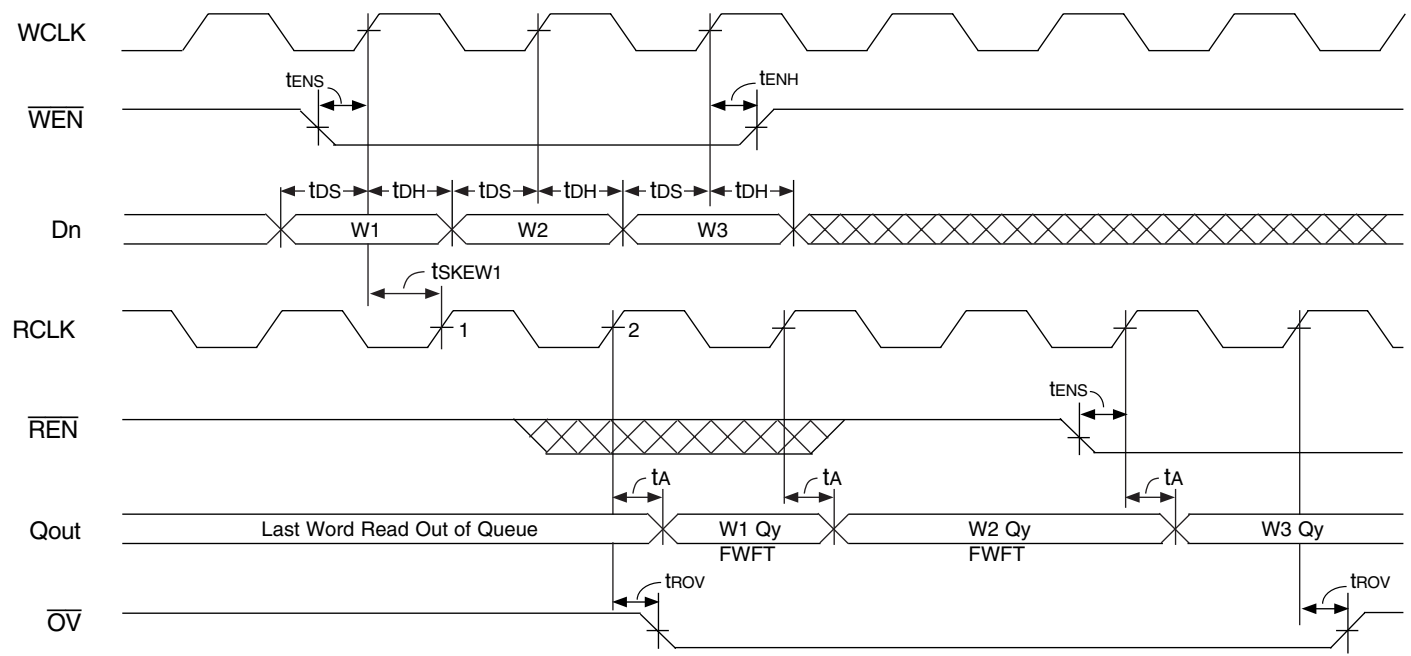 WCLK
tENS
tENH
WEN
tDS tDH tDS tDH tDS tDH
Dn W1 W2 W3
tSKEW1
RCLK 1 2
tENS
REN
tA tA tA
Qout Last Word Read Out of Queue W1 Qy W2 Qy W3 Qy
FWFT FWFT
tROV tROV
OV